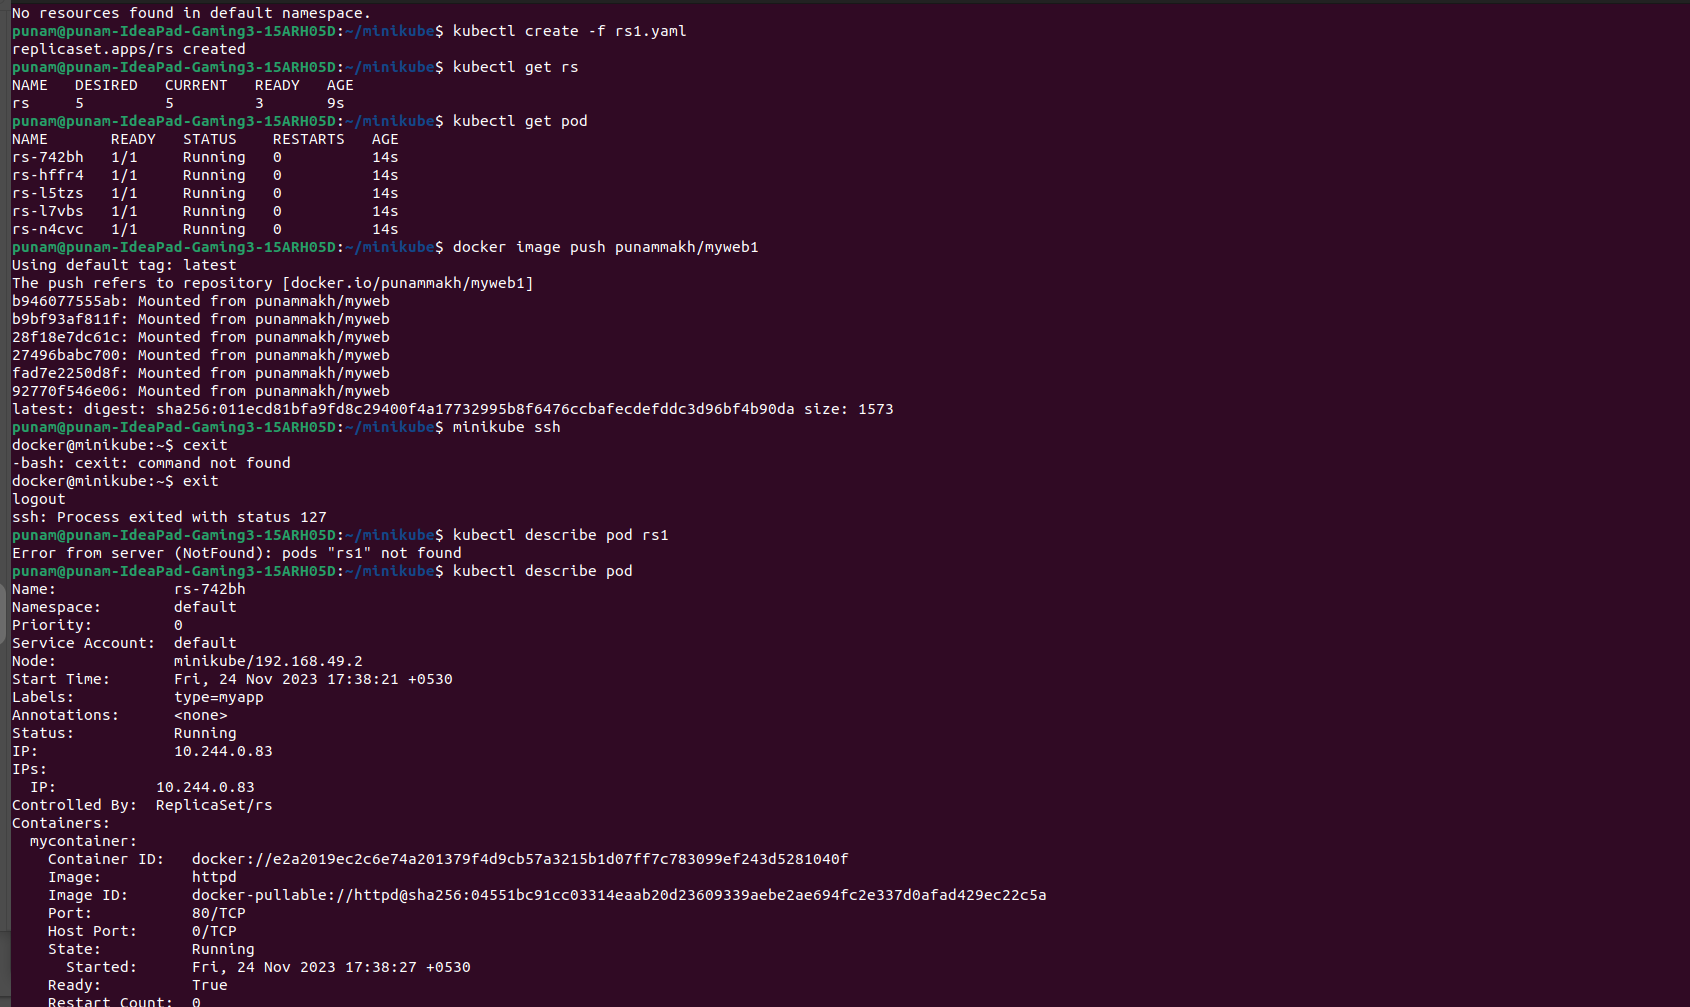 No resources found in default namespace.
punam@punam-IdeaPad-Gaming3-15ARH05D:~/minikube$ kubectl create -f rs1.yaml
replicaset.apps/rs created
punam@punam-IdeaPad-Gaming3-15ARH05D:~/minikube$ kubectl get rs
NAME   DESIRED   CURRENT   READY   AGE
rs     5         5         3       9s
punam@punam-IdeaPad-Gaming3-15ARH05D:~/minikube$ kubectl get pod
NAME       READY   STATUS    RESTARTS   AGE
rs-742bh   1/1     Running   0          14s
rs-hffr4   1/1     Running   0          14s
rs-l5tzs   1/1     Running   0          14s
rs-l7vbs   1/1     Running   0          14s
rs-n4cvc   1/1     Running   0          14s
punam@punam-IdeaPad-Gaming3-15ARH05D:~/minikube$ docker image push punammakh/myweb1
Using default tag: latest
The push refers to repository [docker.io/punammakh/myweb1]
b946077555ab: Mounted from punammakh/myweb
b9bf93af811f: Mounted from punammakh/myweb
28f18e7dc61c: Mounted from punammakh/myweb
27496babc700: Mounted from punammakh/myweb
fad7e2250d8f: Mounted from punammakh/myweb
92770f546e06: Mounted from punammakh/myweb
latest: digest: sha256:011ecd81bfa9fd8c29400f4a17732995b8f6476ccbafecdefddc3d96bf4b90da size: 1573
punam@punam-IdeaPad-Gaming3-15ARH05D:~/minikube$ minikube ssh
docker@minikube:~$ cexit
-bash: cexit: command not found
docker@minikube:~$ exit
logout
ssh: Process exited with status 127
punam@punam-IdeaPad-Gaming3-15ARH05D:~/minikube$ kubectl describe pod rs1
Error from server (NotFound): pods "rs1" not found
punam@punam-IdeaPad-Gaming3-15ARH05D:~/minikube$ kubectl describe pod
Name:             rs-742bh
Namespace:        default
Priority:         0
Service Account:  default
Node:             minikube/192.168.49.2
Start Time:       Fri, 24 Nov 2023 17:38:21 +0530
Labels:           type=myapp
Annotations:      <none>
Status:           Running
IP:               10.244.0.83
IPs:
  IP:           10.244.0.83
Controlled By:  ReplicaSet/rs
Containers:
  mycontainer:
    Container ID:   docker://e2a2019ec2c6e74a201379f4d9cb57a3215b1d07ff7c783099ef243d5281040f
    Image:          httpd
    Image ID:       docker-pullable://httpd@sha256:04551bc91cc03314eaab20d23609339aebe2ae694fc2e337d0afad429ec22c5a
    Port:           80/TCP
    Host Port:      0/TCP
    State:          Running
      Started:      Fri, 24 Nov 2023 17:38:27 +0530
    Ready:          True
    Restart Count:  0